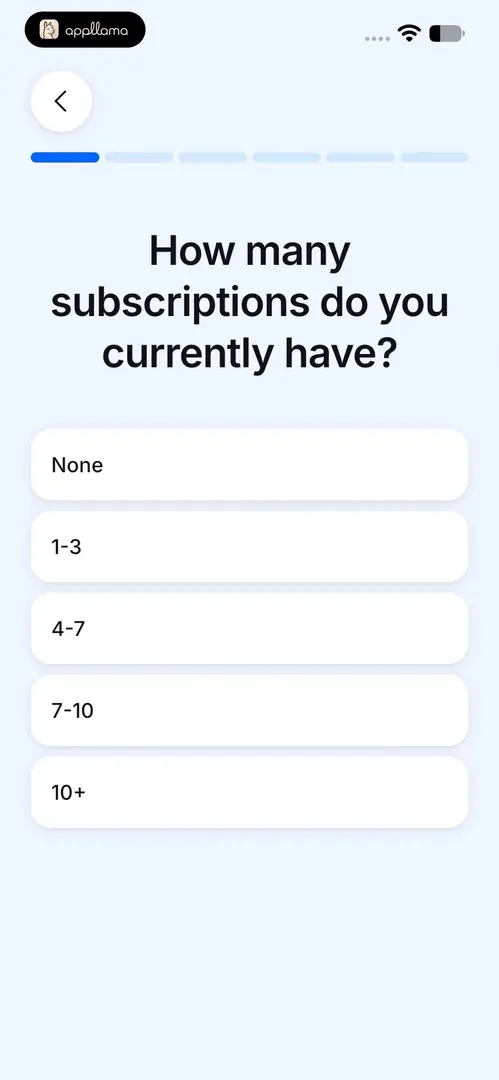 appllama
How many
subscriptions do you
currently have?
None
1-3
4-7
7-10
10+